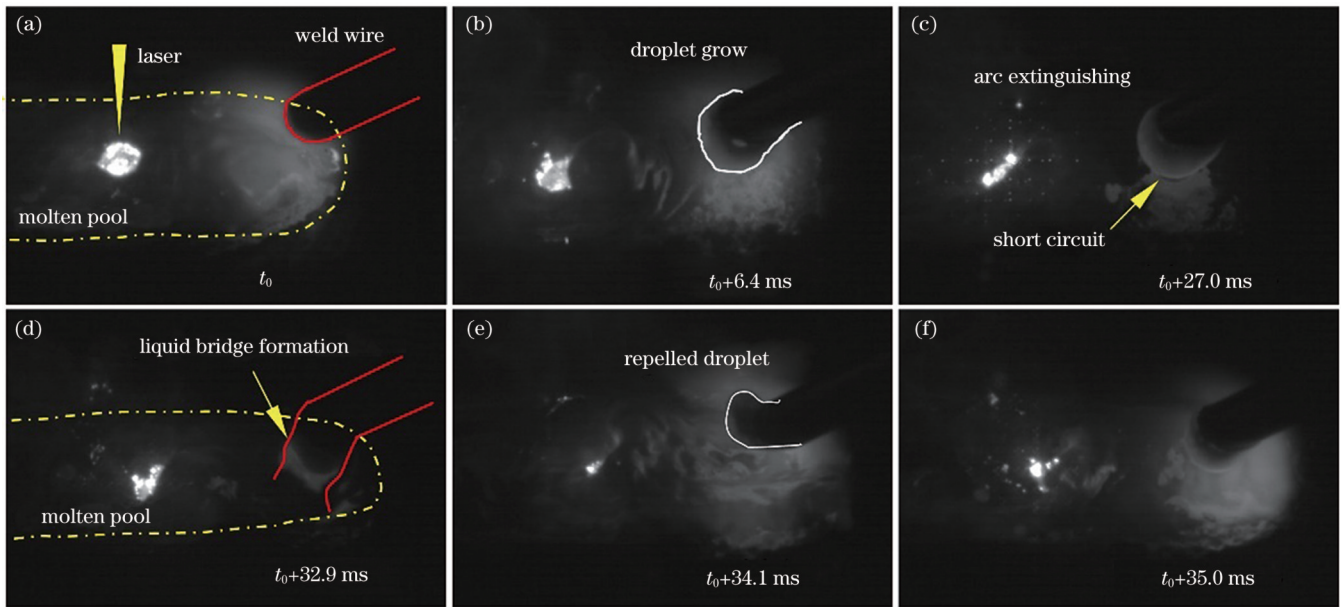 (a)
weld wire
laser
molten pool
t₀
(b)
droplet grow
t₀+6.4 ms
(c)
arc extinguishing
short circuit
t₀+27.0 ms
(d)
liquid bridge formation
molten pool
t₀+32.9 ms
(e)
repelled droplet
t₀+34.1 ms
(f)
t₀+35.0 ms